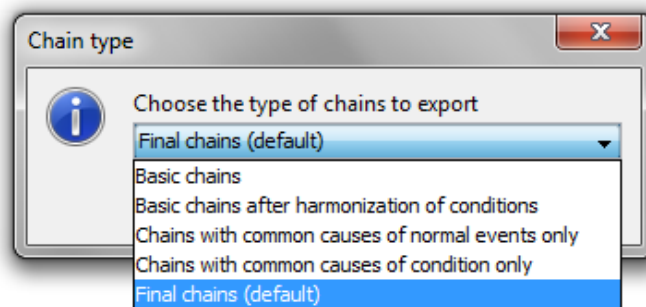 Chain type
Choose the type of chains to export
Final chains (default)
Basic chains
Basic chains after harmonization of conditions
Chains with common causes of normal events only
Chains with common causes of condition only
Final chains (default)